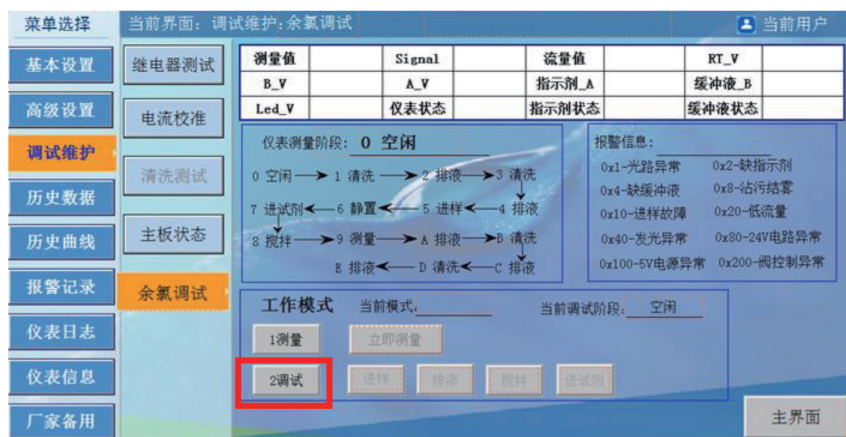 菜单选择
当前界面: 调试维护:余氯调试
当前用户
基本设置
高级设置
调试维护
历史数据
历史曲线
报警记录
仪表日志
仪表信息
厂家备用
继电器测试
电流校准
清洗测试
主板状态
余氯调试
测量值 Signal 流量值 RT_V
B_V A_V 指示剂_A 缓冲液_B
Led_V 仪表状态 指示剂状态 缓冲液状态
仪表测量阶段: 0 空闲
0 空闲 1 清洗 2 排液 3 清洗
7 进试剂 6 静置 5 进样 4 排液
8 搅拌 9 测量 A 排液 B 清洗
E 排液 D 清洗 C 排液
报警信息:
0x1-光路异常 0x2-缺指示剂
0x4-缺缓冲液 0x8-沾污结雾
0x10-进样故障 0x20-低流量
0x40-发光异常 0x80-24V电路异常
0x100-5V电源异常 0x200-阀控制异常
工作模式 当前模式: 当前调试阶段: 空闲
1测量 立即测量
2调试 进样 排液 搅拌 进试剂
主界面